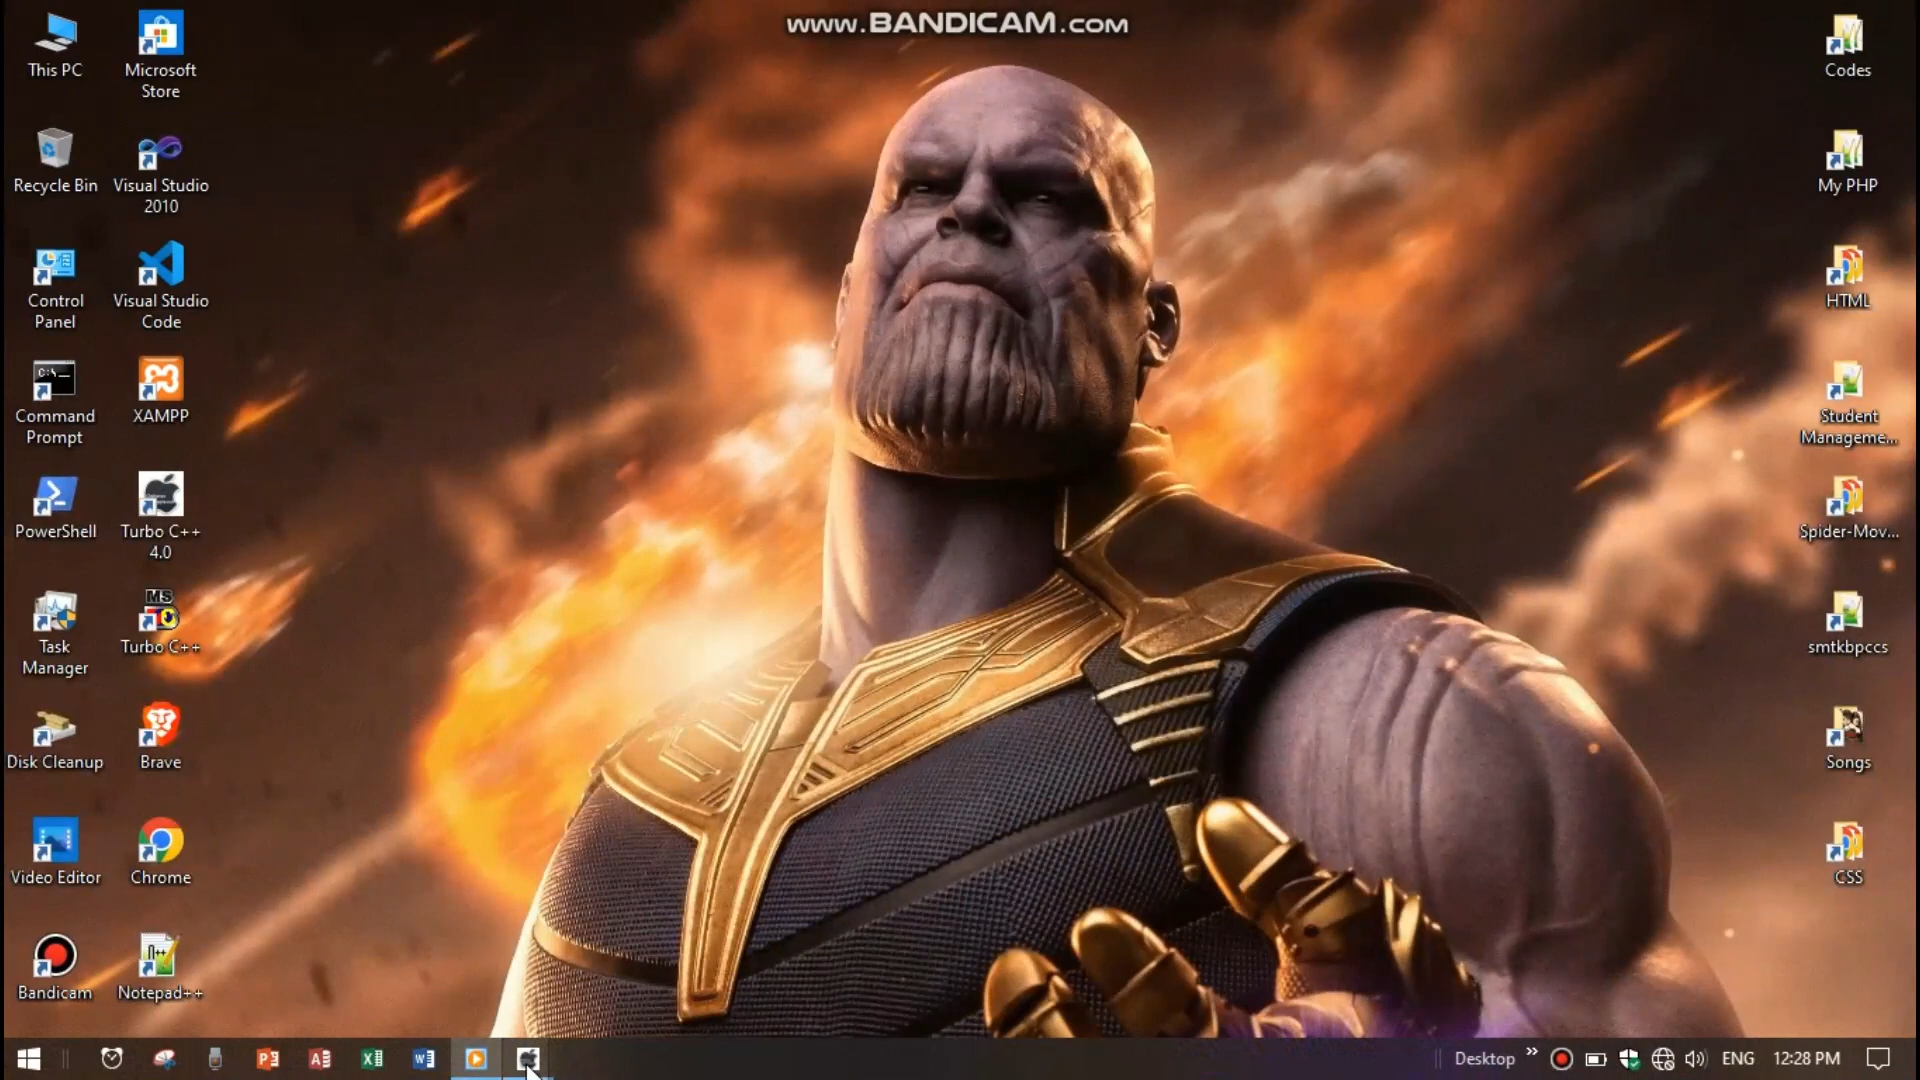 www.BANDICAM.com
This PC
Microsoft
Store
Recycle Bin
Visual Studio
2010
Control
Panel
Visual Studio
Code
C:\_
Command
Prompt
XAMPP
PowerShell
Turbo C++
4.0
Task
Manager
MS
Turbo C++
Disk Cleanup
Brave
Video Editor
Chrome
Bandicam
Notepad++
Codes
My PHP
HTML
Student
Manageme...
Spider-Mov...
smtkbpccs
Songs
CSS
Desktop
ENG
12:28 PM